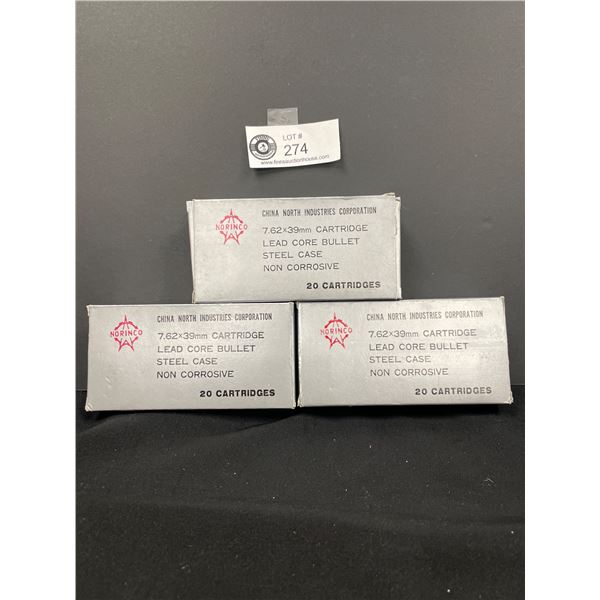 LOT #
274
www.firesauctionhouse.com
NORINCO
CHINA NORTH INDUSTRIES CORPORATION
7.62×39mm CARTRIDGE
LEAD CORE BULLET
STEEL CASE
NON CORROSIVE
20 CARTRIDGES
NORINCO
CHINA NORTH INDUSTRIES CORPORATION
7.62×39mm CARTRIDGE
LEAD CORE BULLET
STEEL CASE
NON CORROSIVE
20 CARTRIDGES
NORINCO
CHINA NORTH INDUSTRIES CORPORATION
7.62×39mm CARTRIDGE
LEAD CORE BULLET
STEEL CASE
NON CORROSIVE
20 CARTRIDGES